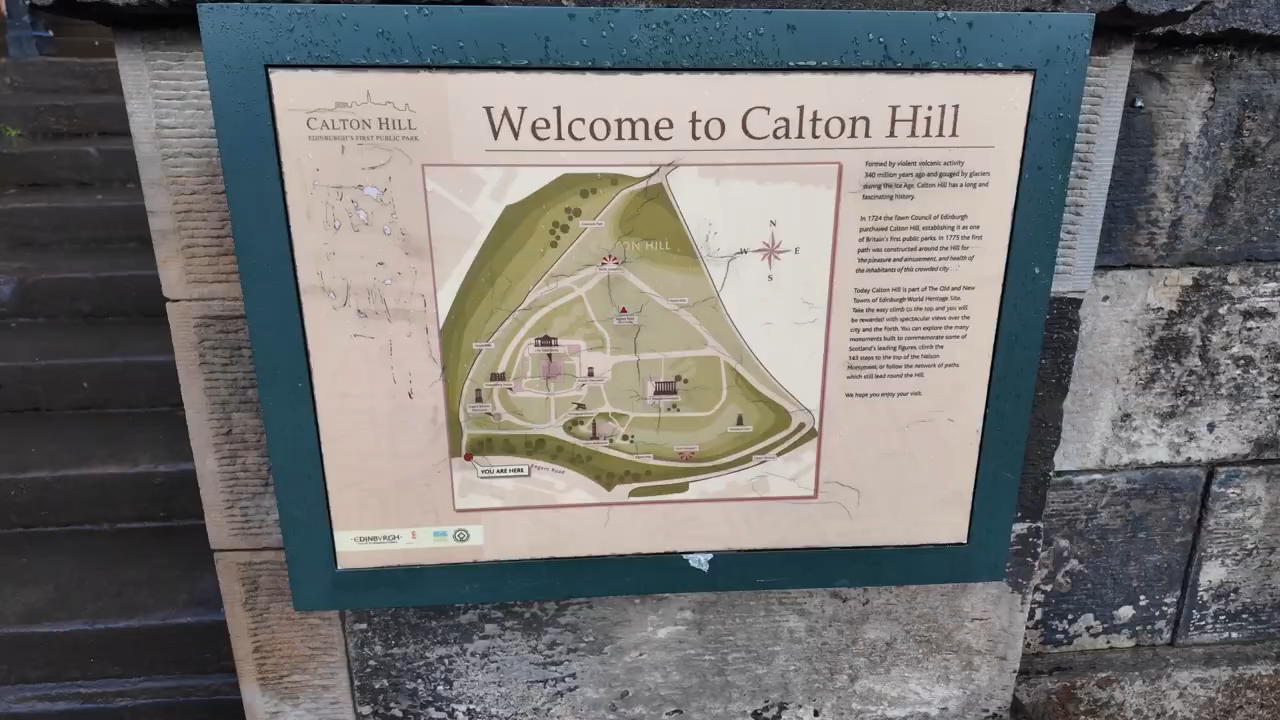 CALTON HILL
EDINBURGH'S FIRST PUBLIC PARK
Welcome to Calton Hill
Formed by violent volcanic activity
340 million years ago and gouged by glaciers
during the Ice Age, Calton Hill has a long and
fascinating history.
In 1724 the Town Council of Edinburgh
purchased Calton Hill, establishing it as one
of Britain's first public parks. In 1775 the first
path was constructed around the Hill for
'the pleasure and amusement, and health of
the inhabitants of this crowded city . . .'
Today Calton Hill is part of The Old and New
Towns of Edinburgh World Heritage Site.
Take the easy climb to the top and you will
be rewarded with spectacular views over the
city and the Forth. You can explore the many
monuments built to commemorate some of
Scotland's leading figures, climb the
143 steps to the top of the Nelson
Monument, or follow the network of paths
which still lead round the Hill.
We hope you enjoy your visit.
N
W E
S
TON HILL
YOU ARE HERE
Regent Road
·EDINBVRGH·